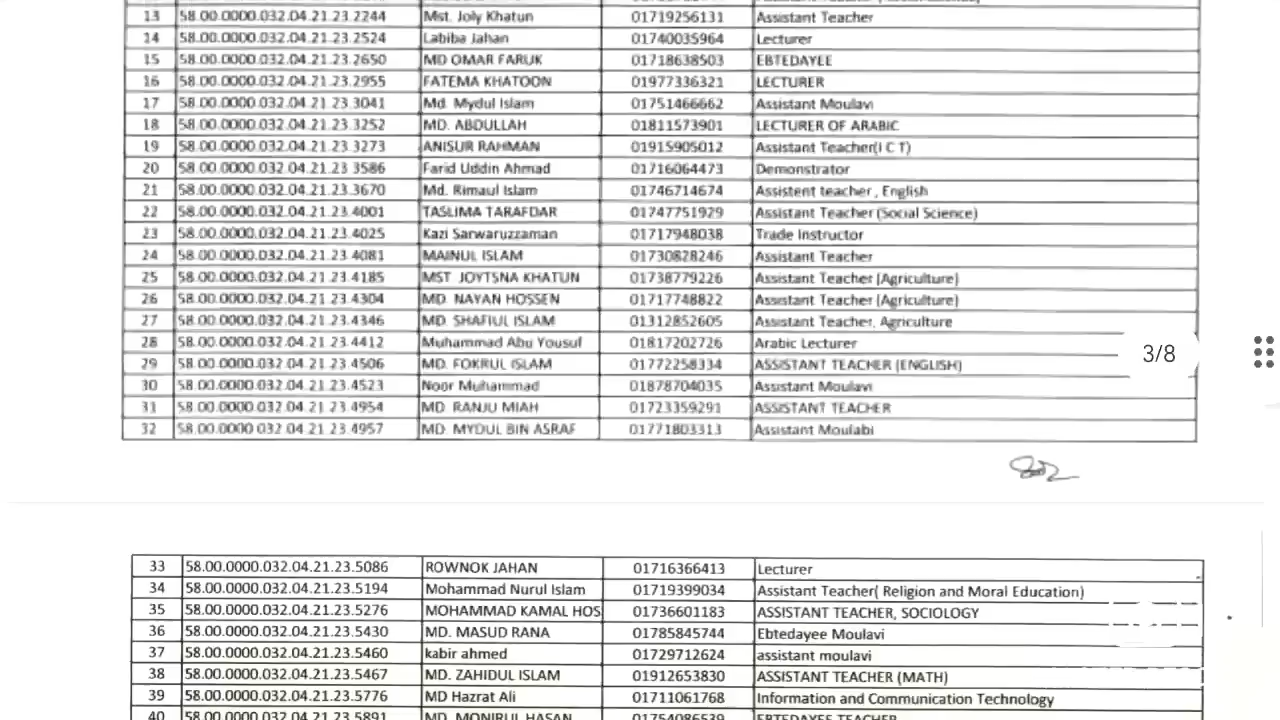 13 58.00.0000.032.04.21.23.2244 Mst. Joly Khatun 01719256131 Assistant Teacher
14 58.00.0000.032.04.21.23.2524 Labiba Jahan 01740035964 Lecturer
15 58.00.0000.032.04.21.23.2650 MD OMAR FARUK 01718638503 EBTEDAYEE
16 58.00.0000.032.04.21.23.2955 FATEMA KHATOON 01977336321 LECTURER
17 58.00.0000.032.04.21.23.3041 Md. Mydul Islam 01751466662 Assistant Moulavi
18 58.00.0000.032.04.21.23.3252 MD. ABDULLAH 01811573901 LECTURER OF ARABIC
19 58.00.0000.032.04.21.23.3273 ANISUR RAHMAN 01915905012 Assistant Teacher(I C T)
20 58.00.0000.032.04.21.23.3586 Farid Uddin Ahmad 01716064473 Demonstrator
21 58.00.0000.032.04.21.23.3670 Md. Rimaul Islam 01746714674 Assistent teacher , English
22 58.00.0000.032.04.21.23.4001 TASLIMA TARAFDAR 01747751929 Assistant Teacher (Social Science)
23 58.00.0000.032.04.21.23.4025 Kazi Sarwaruzzaman 01717948038 Trade Instructor
24 58.00.0000.032.04.21.23.4081 MAINUL ISLAM 01730828246 Assistant Teacher
25 58.00.0000.032.04.21.23.4185 MST JOYTSNA KHATUN 01738779226 Assistant Teacher (Agriculture)
26 58.00.0000.032.04.21.23.4304 MD. NAYAN HOSSEN 01717748822 Assistant Teacher (Agriculture)
27 58.00.0000.032.04.21.23.4346 MD. SHAFIUL ISLAM 01312852605 Assistant Teacher, Agriculture
28 58.00.0000.032.04.21.23.4412 Muhammad Abu Yousuf 01817202726 Arabic Lecturer
29 58.00.0000.032.04.21.23.4506 MD. FOKRUL ISLAM 01772258334 ASSISTANT TEACHER (ENGLISH)
3/8
30 58.00.0000.032.04.21.23.4523 Noor Muhammad 01878704035 Assistant Moulavi
31 58.00.0000.032.04.21.23.4954 MD. RANJU MIAH 01723359291 ASSISTANT TEACHER
32 58.00.0000.032.04.21.23.4957 MD. MYDUL BIN ASRAF 01771803313 Assistant Moulabi
33 58.00.0000.032.04.21.23.5086 ROWNOK JAHAN 01716366413 Lecturer
34 58.00.0000.032.04.21.23.5194 Mohammad Nurul Islam 01719399034 Assistant Teacher( Religion and Moral Education)
35 58.00.0000.032.04.21.23.5276 MOHAMMAD KAMAL HOS 01736601183 ASSISTANT TEACHER, SOCIOLOGY
36 58.00.0000.032.04.21.23.5430 MD. MASUD RANA 01785845744 Ebtedayee Moulavi
37 58.00.0000.032.04.21.23.5460 kabir ahmed 01729712624 assistant moulavi
38 58.00.0000.032.04.21.23.5467 MD. ZAHIDUL ISLAM 01912653830 ASSISTANT TEACHER (MATH)
39 58.00.0000.032.04.21.23.5776 MD Hazrat Ali 01711061768 Information and Communication Technology
40 58.00.0000.032.04.21.23.5891 MD. MONIRUL HASAN 01754086539 EBTEDAYEE TEACHER